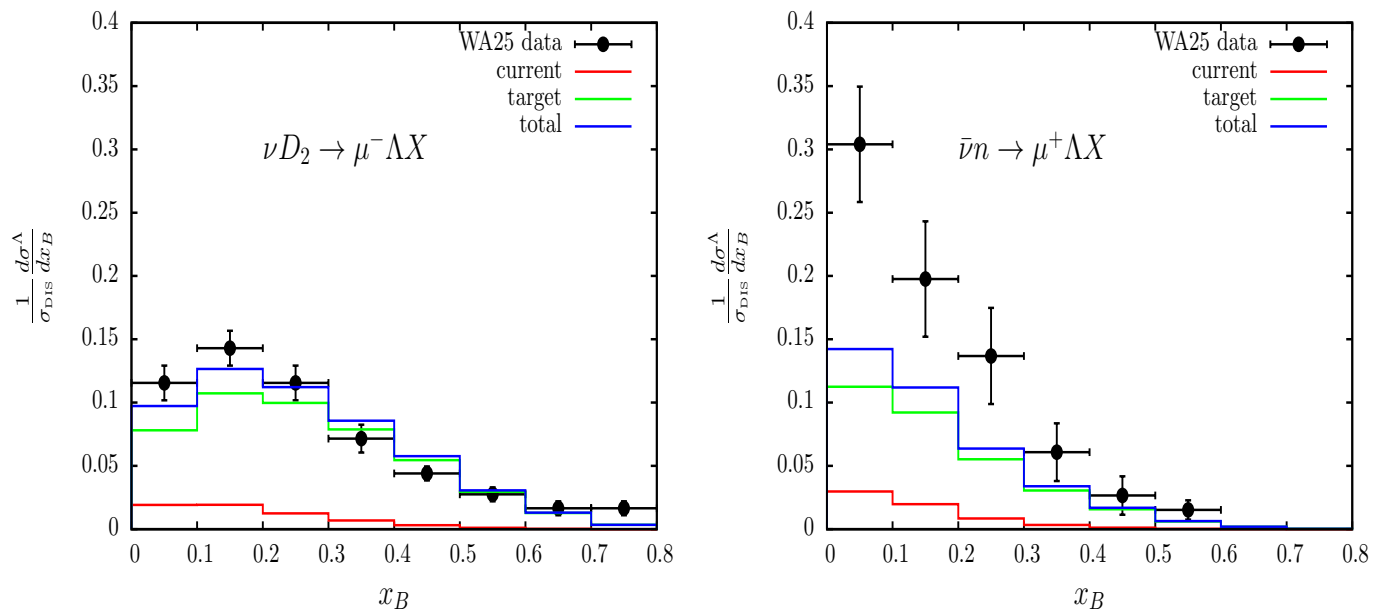 0.4
0.35
0.3
0.25
0.2
0.15
0.1
0.05
0
0 0.1 0.2 0.3 0.4 0.5 0.6 0.7 0.8
x_B
1/σ_DIS dσ^Λ/dx_B
WA25 data
current
target
total
νD₂ → μ⁻ΛX
0.4
0.35
0.3
0.25
0.2
0.15
0.1
0.05
0
0 0.1 0.2 0.3 0.4 0.5 0.6 0.7 0.8
x_B
1/σ_DIS dσ^Λ/dx_B
WA25 data
current
target
total
ν̄n → μ⁺ΛX